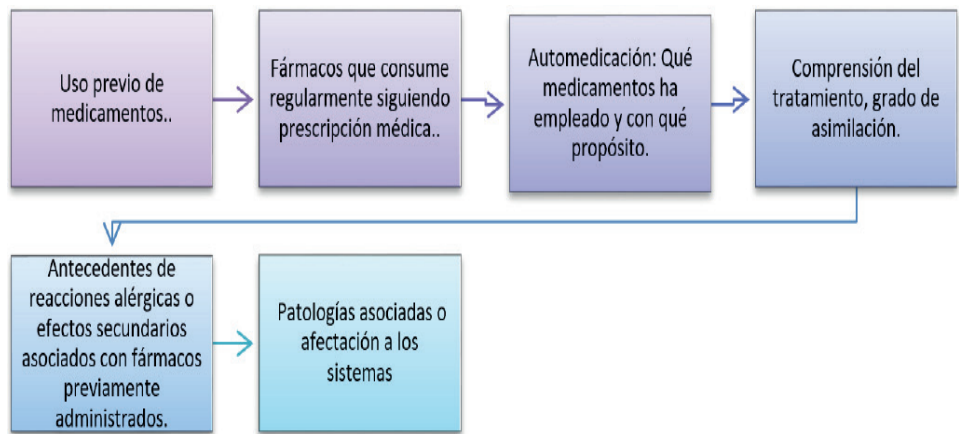 Uso previo de
medicamentos..
Fármacos que consume
regularmente siguiendo
prescripción médica..
Automedicación: Qué
medicamentos ha
empleado y con qué
propósito.
Comprensión del
tratamiento, grado de
asimilación.
Antecedentes de
reacciones alérgicas o
efectos secundarios
asociados con fármacos
previamente
administrados.
Patologías asociadas o
afectación a los
sistemas